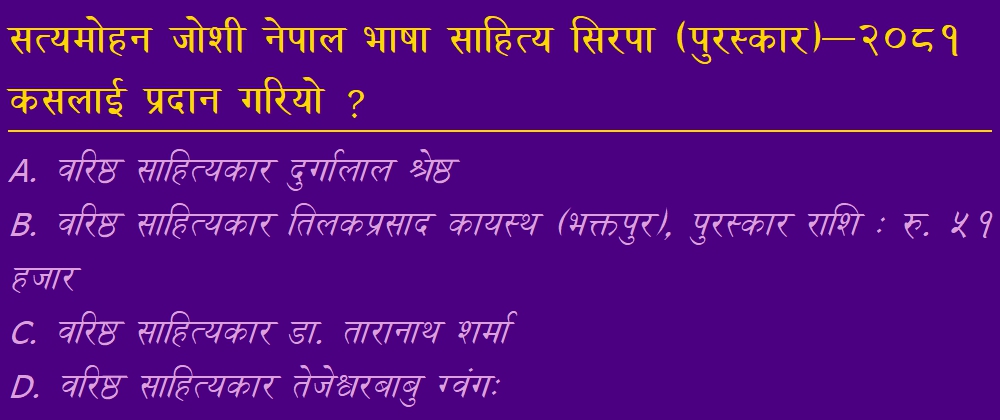 सत्यमोहन जोशी नेपाल भाषा साहित्य सिरपा (पुरस्कार)—२०८१
कसलाई प्रदान गरियो ?
A. वरिष्ठ साहित्यकार दुर्गालाल श्रेष्ठ
B. वरिष्ठ साहित्यकार तिलकप्रसाद कायस्थ (भक्तपुर), पुरस्कार राशि : रु. ५१
हजार
C. वरिष्ठ साहित्यकार डा. तारानाथ शर्मा
D. वरिष्ठ साहित्यकार तेजेश्वरबाबु ग्वंगः